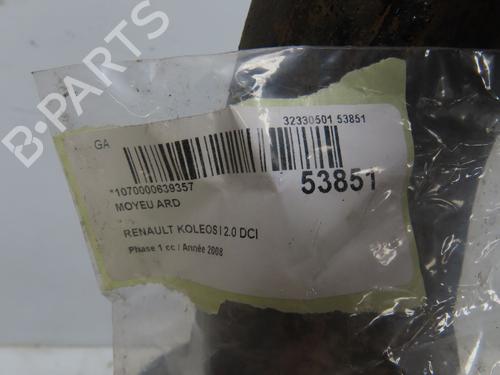 B-PARTS
GA
32330501 53851
*1070000639357
53851
MOYEU ARD
RENAULT KOLEOS I 2.0 DCI
Phase 1 cc / Année 2008